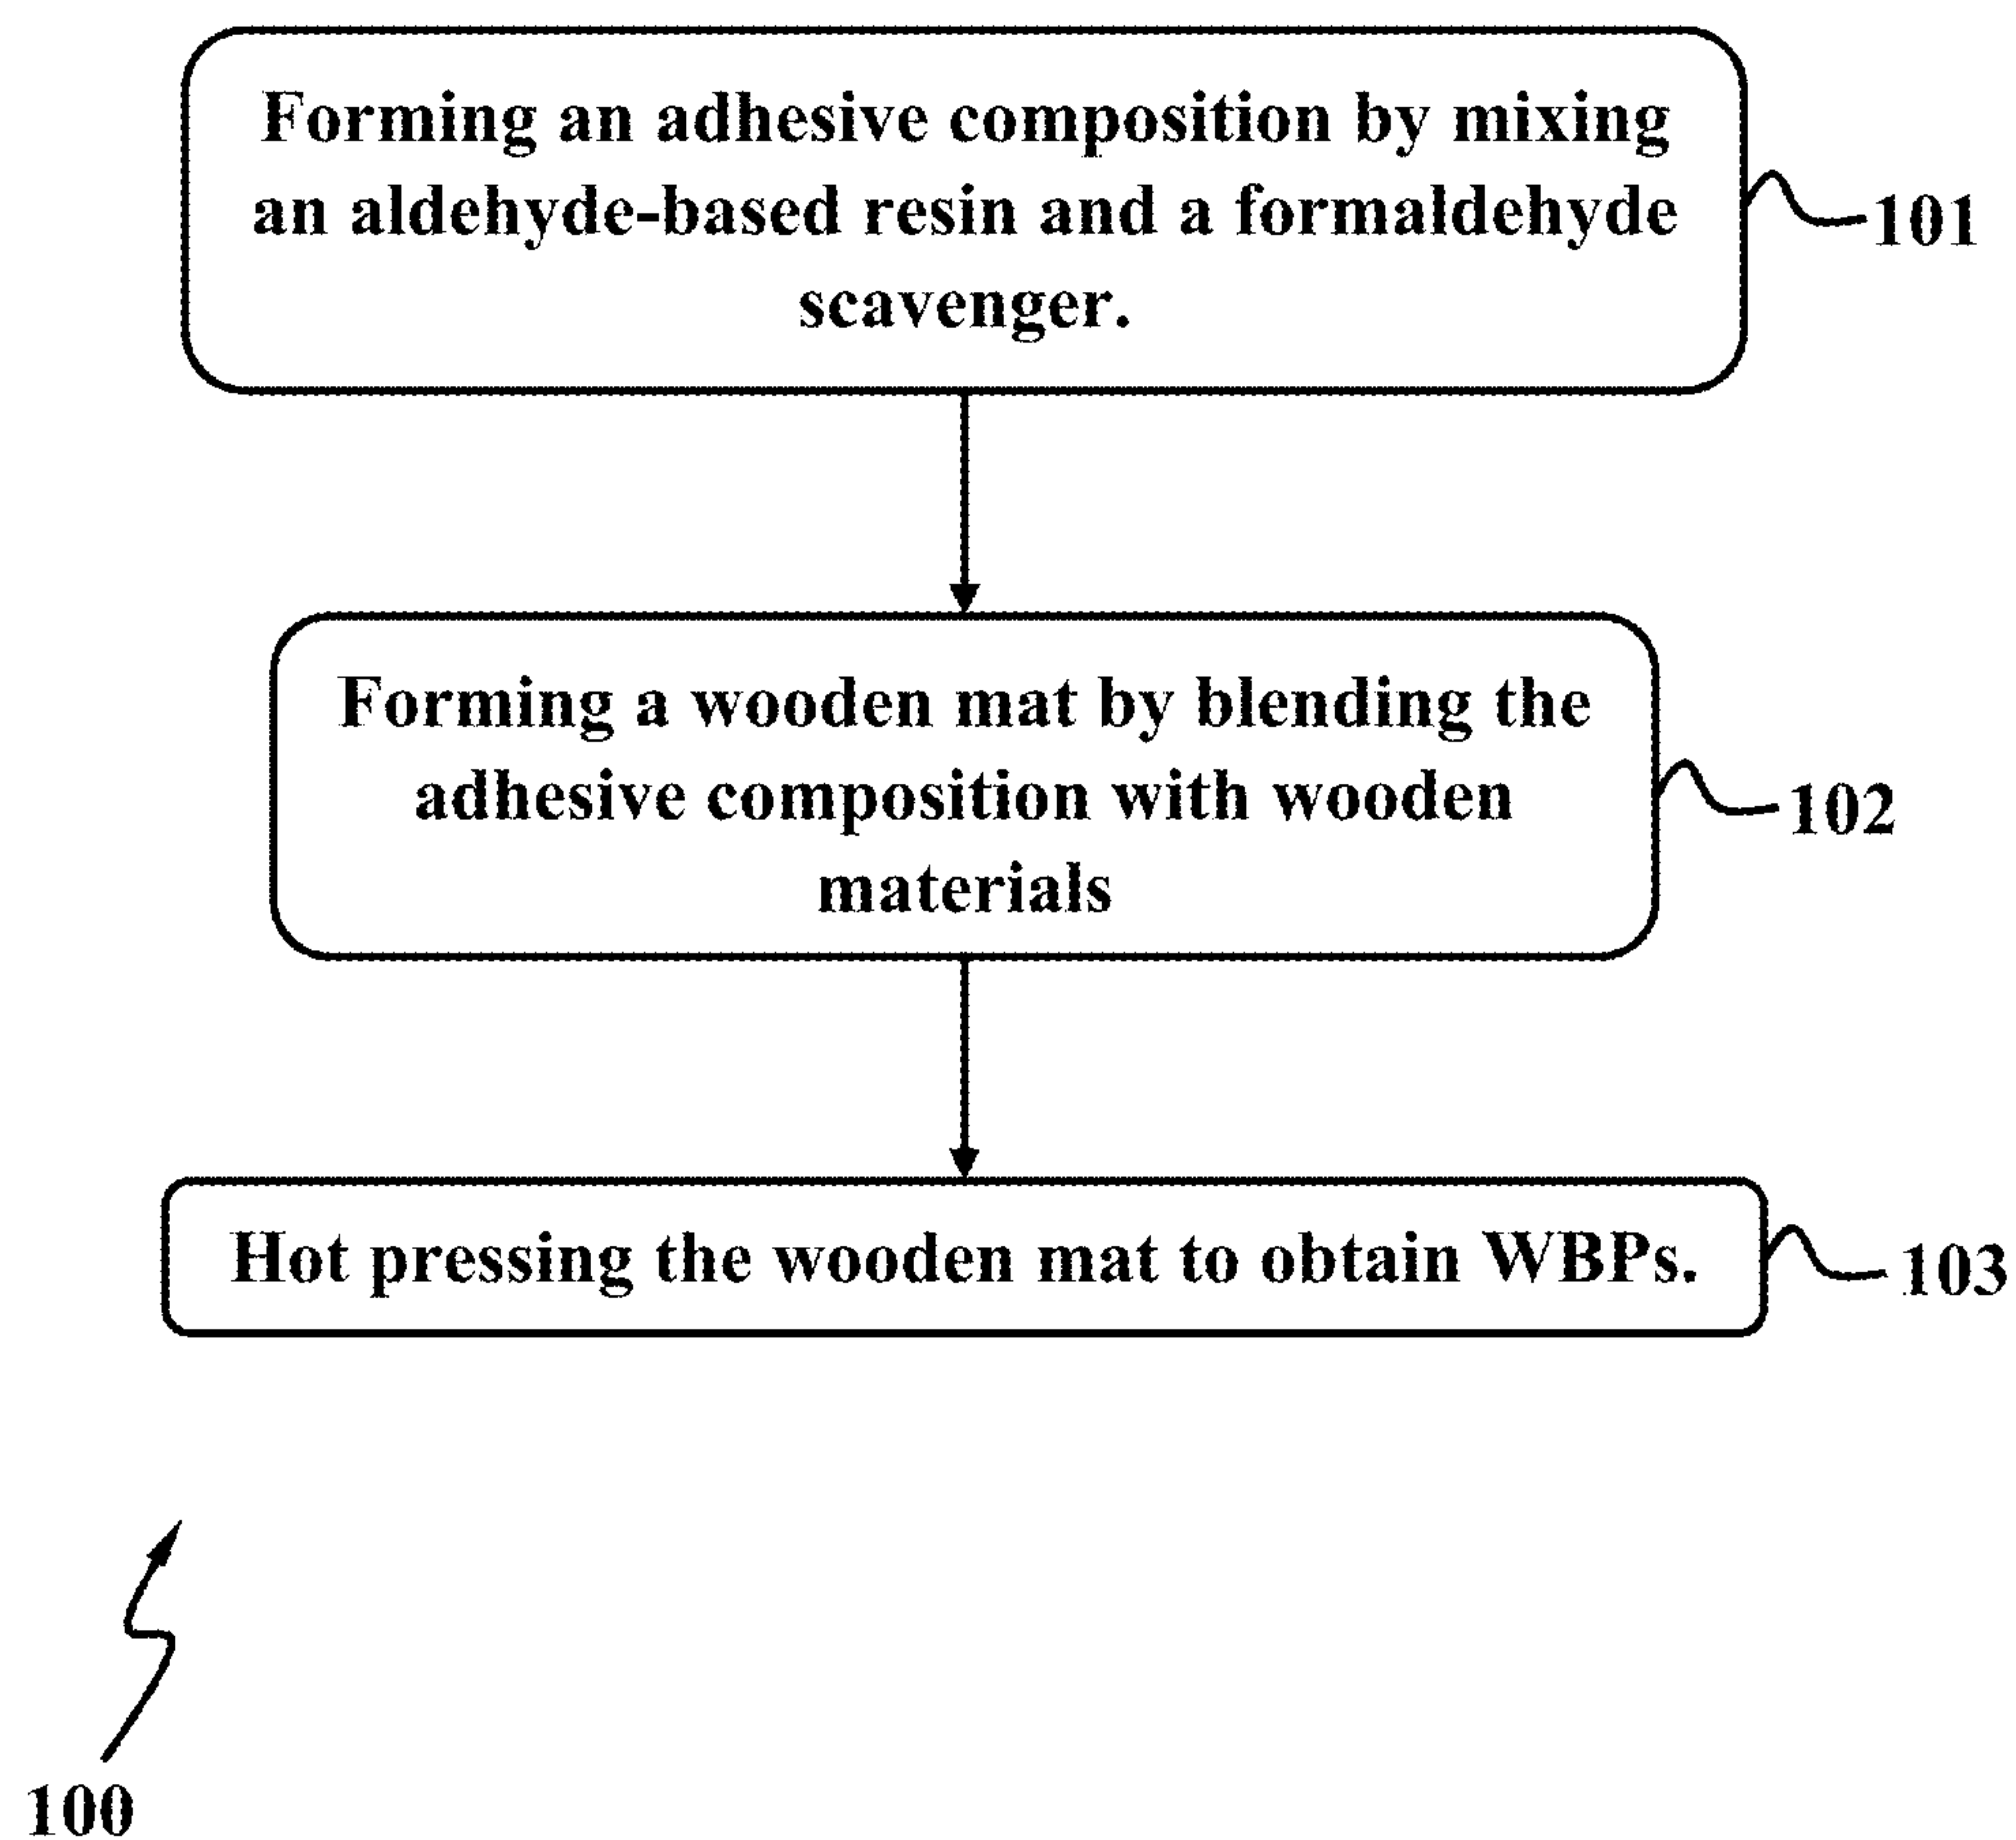 Forming an adhesive composition by mixing
an aldehyde-based resin and a formaldehyde
scavenger.
101
Forming a wooden mat by blending the
adhesive composition with wooden
materials
102
Hot pressing the wooden mat to obtain WBPs.
103
100